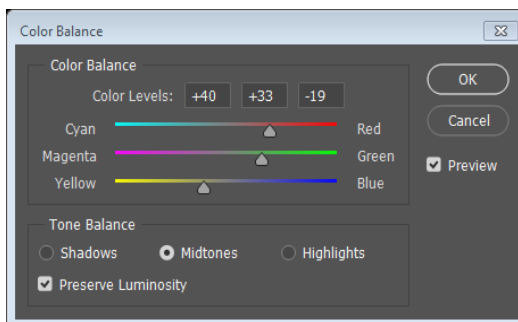 Color Balance
Color Balance
Color Levels: +40 +33 -19
Cyan Red
Magenta Green
Yellow Blue
Tone Balance
Shadows Midtones Highlights
Preserve Luminosity
OK
Cancel
Preview